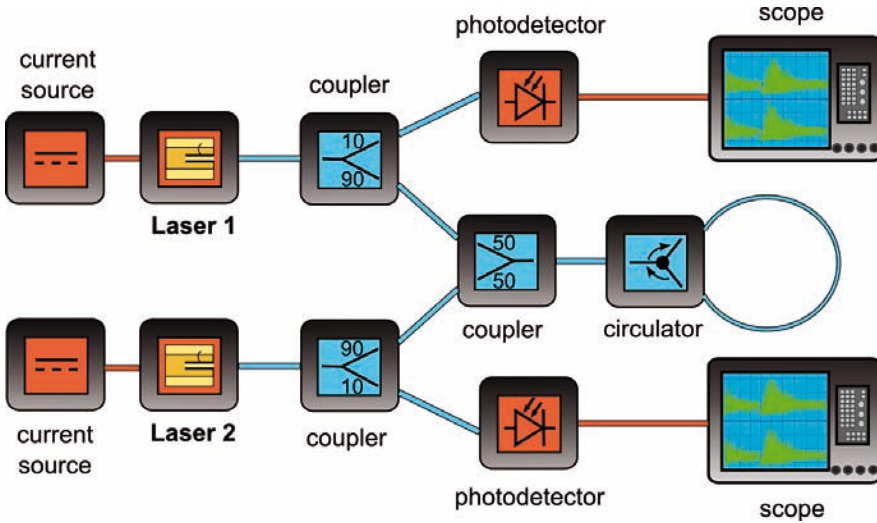 photodetector
scope
current
source
coupler
10
90
Laser 1
50
50
coupler
circulator
90
10
current
source
Laser 2
coupler
photodetector
scope